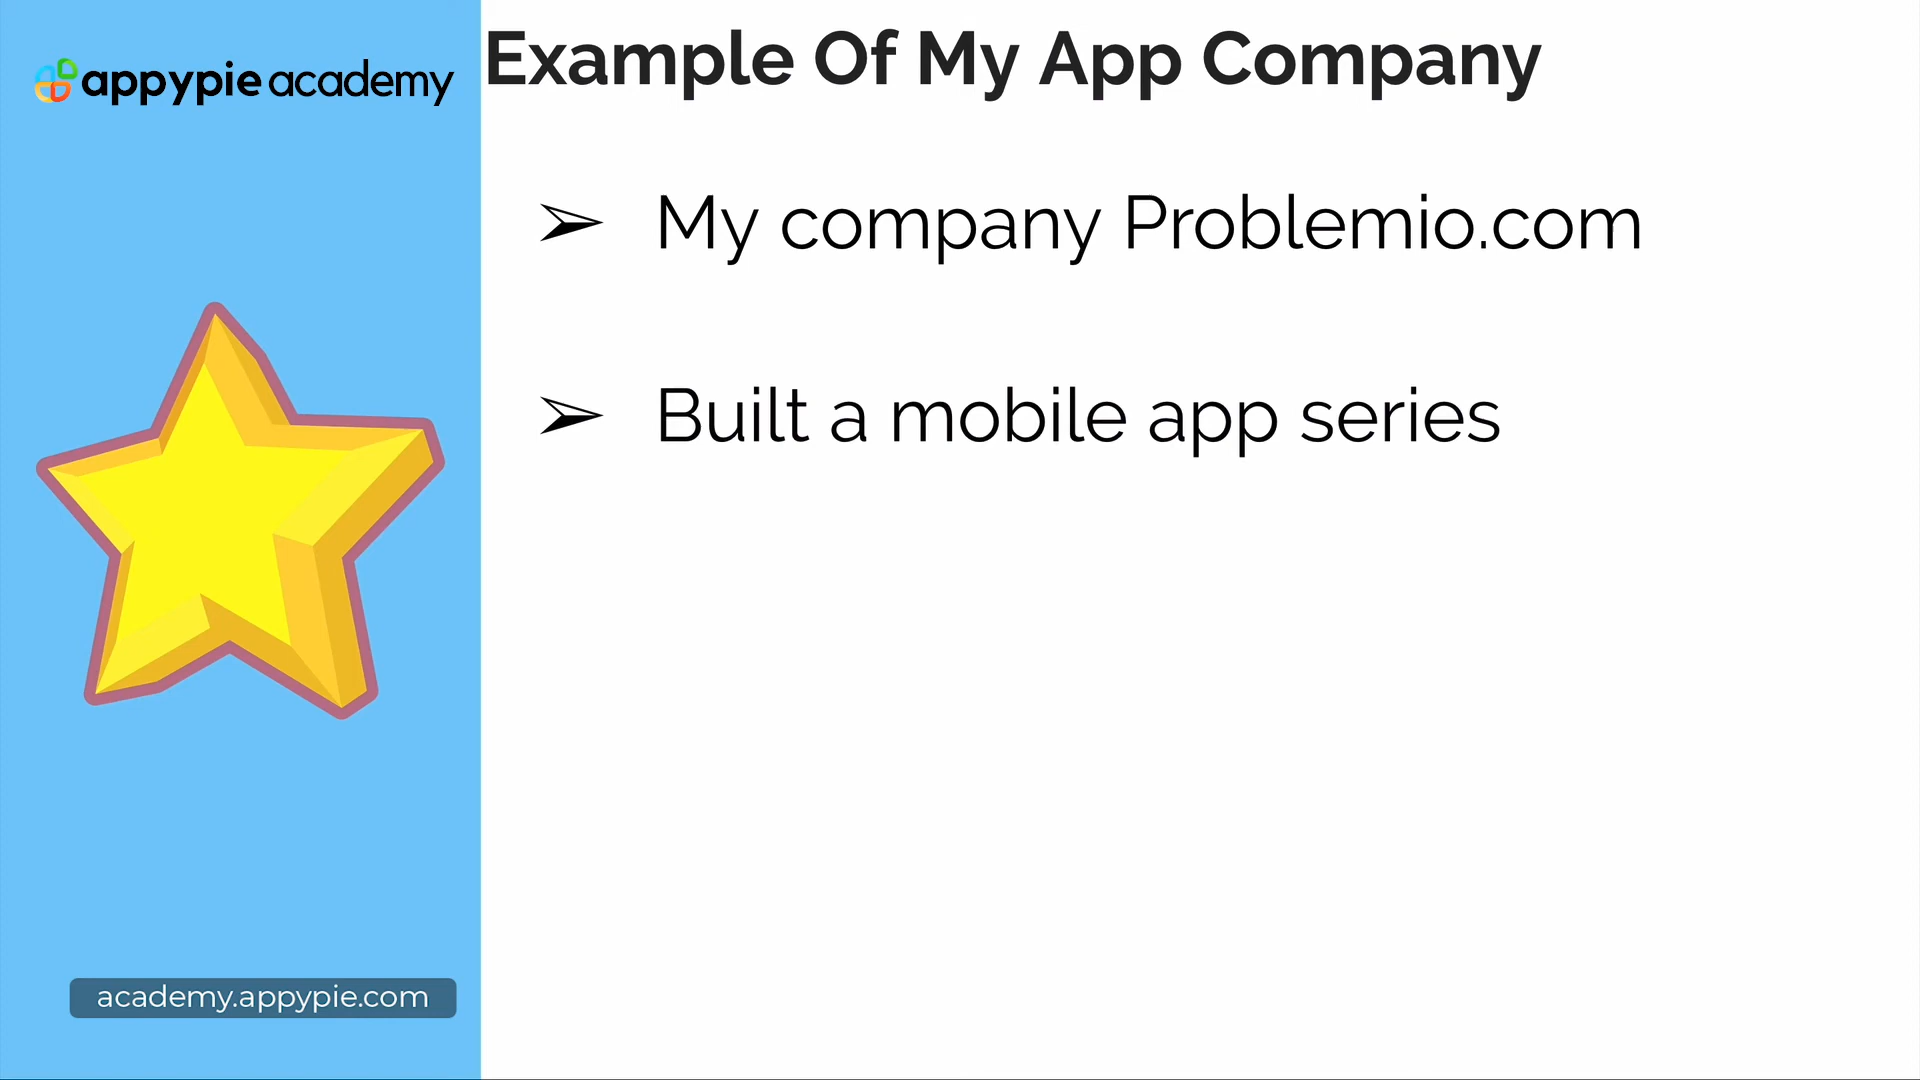 appypie academy
Example Of My App Company
➢ My company Problemio.com
➢ Built a mobile app series
academy.appypie.com